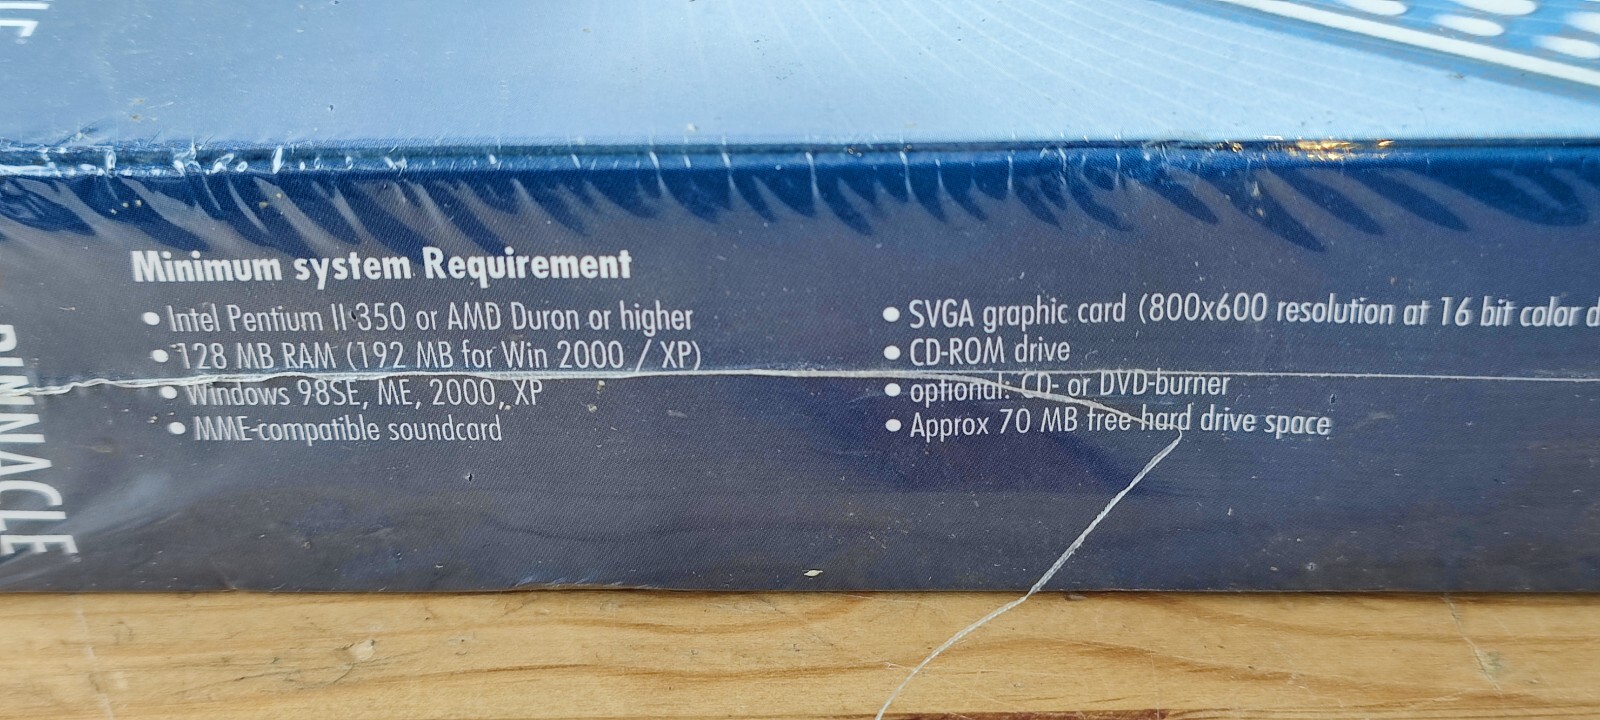 Minimum system Requirement
• Intel Pentium II 350 or AMD Duron or higher
• 128 MB RAM (192 MB for Win 2000 / XP)
• Windows 98SE, ME, 2000, XP
• MME-compatible soundcard
• SVGA graphic card (800x600 resolution at 16 bit color d
• CD-ROM drive
• optional: CD- or DVD-burner
• Approx 70 MB free hard drive space
PINNACLE